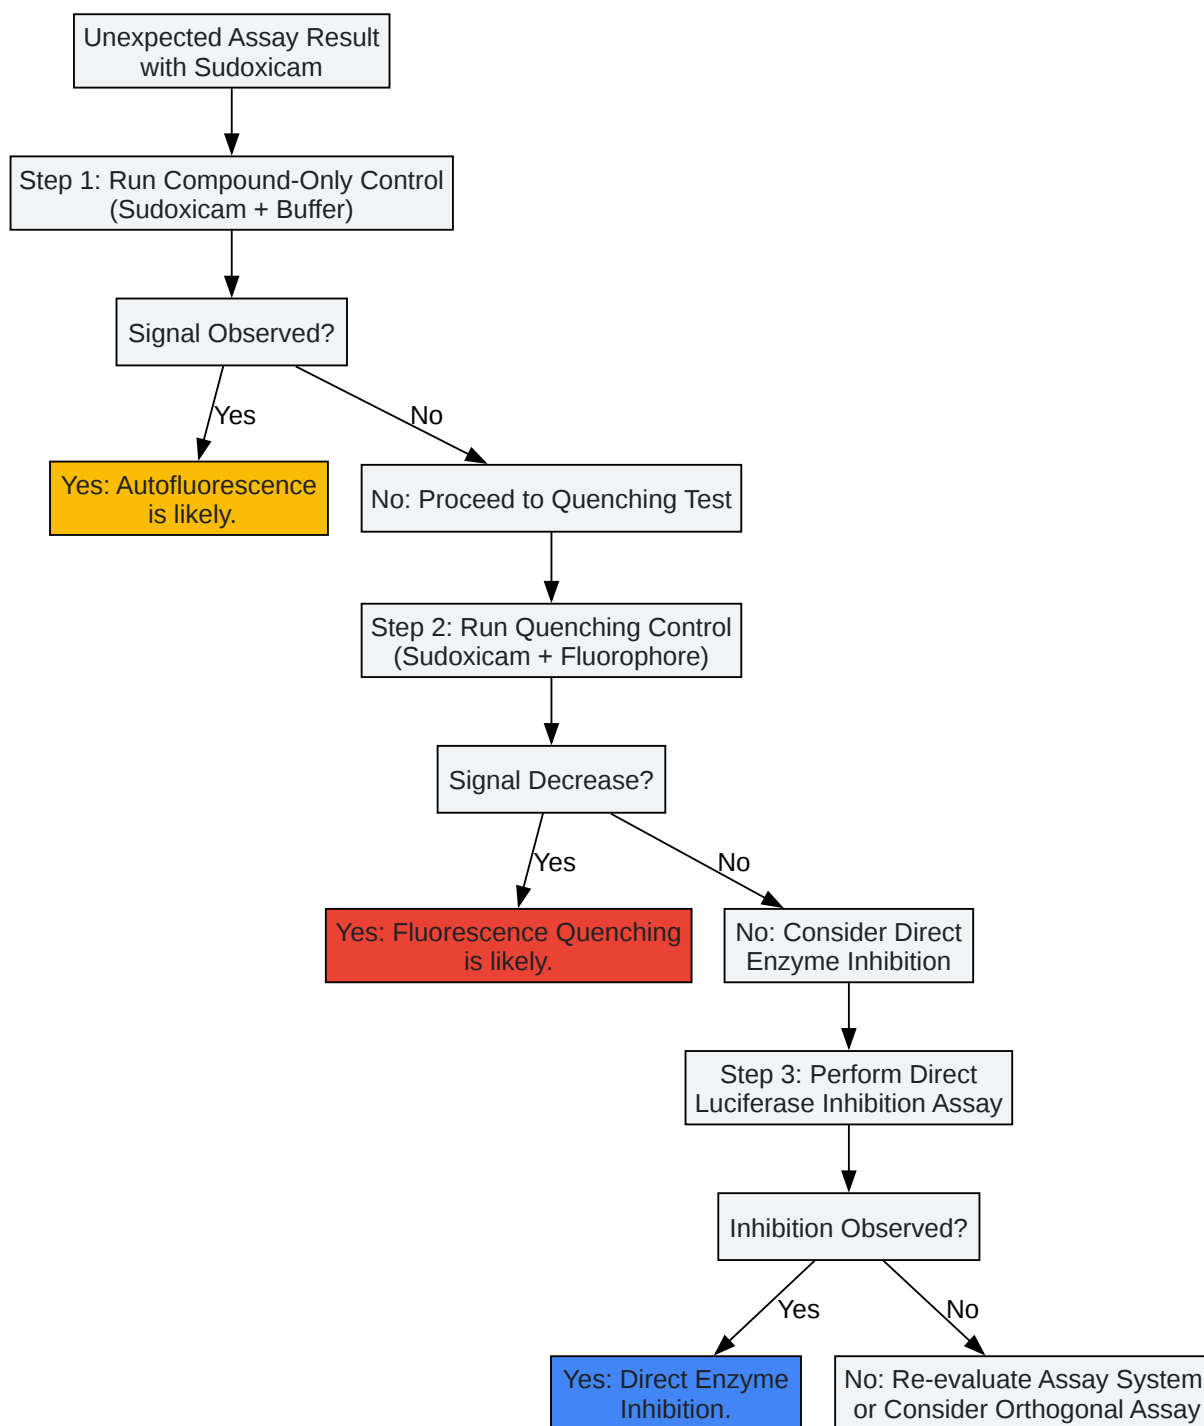 Unexpected Assay Result
with Sudoxicam
Step 1: Run Compound-Only Control
(Sudoxicam + Buffer)
Signal Observed?
Yes
No
Yes: Autofluorescence
is likely.
No: Proceed to Quenching Test
Step 2: Run Quenching Control
(Sudoxicam + Fluorophore)
Signal Decrease?
Yes
No
Yes: Fluorescence Quenching
is likely.
No: Consider Direct
Enzyme Inhibition
Step 3: Perform Direct
Luciferase Inhibition Assay
Inhibition Observed?
Yes
No
Yes: Direct Enzyme
Inhibition.
No: Re-evaluate Assay System
or Consider Orthogonal Assay